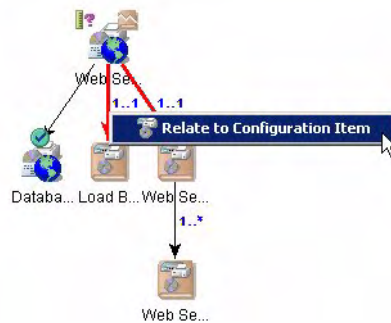 Web Se...
1..1 1..1
Relate to Configuration Item
Databa... Load B... Web Se...
1..*
Web Se...